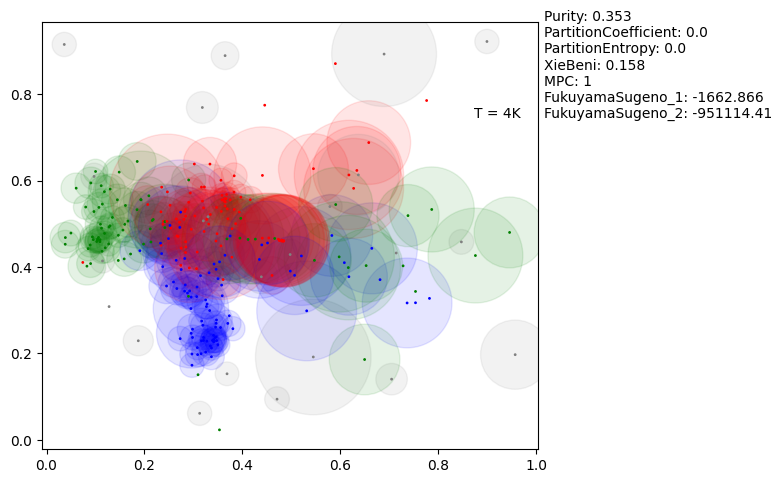 Purity: 0.353
PartitionCoefficient: 0.0
PartitionEntropy: 0.0
XieBeni: 0.158
MPC: 1
FukuyamaSugeno_1: -1662.866
FukuyamaSugeno_2: -951114.41
T = 4K
0.8
0.6
0.4
0.2
0.0
0.0 0.2 0.4 0.6 0.8 1.0